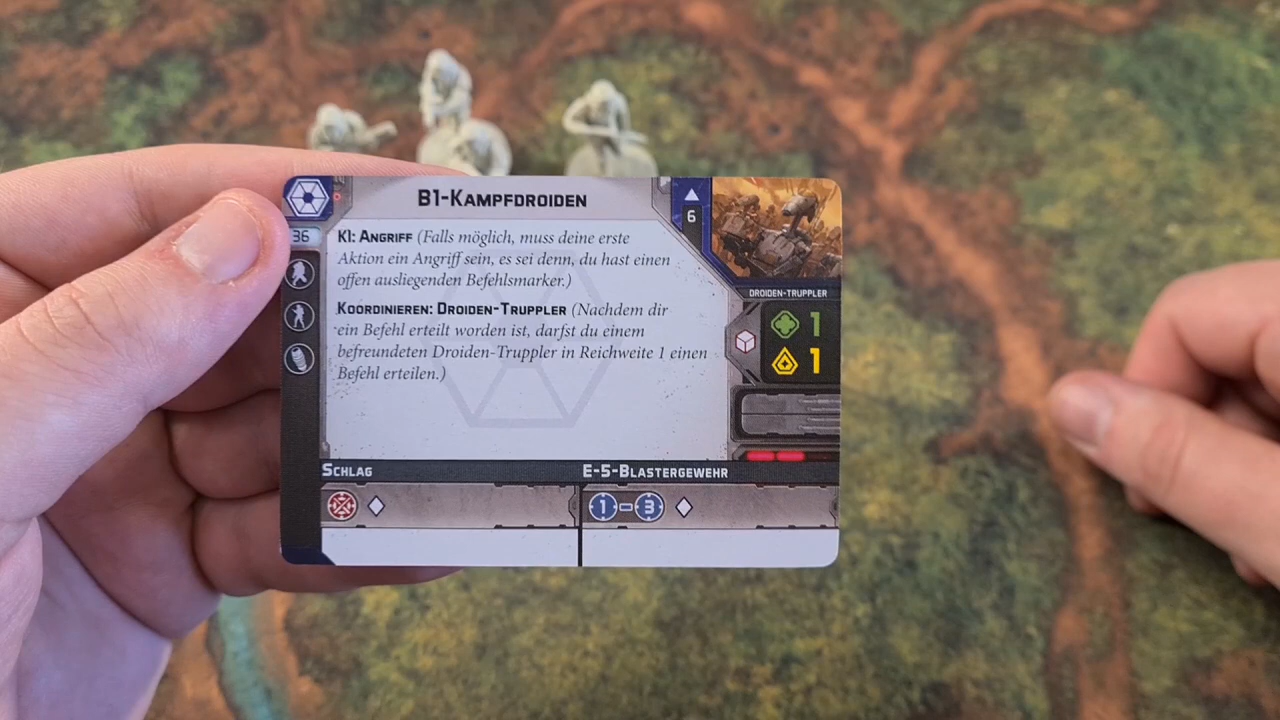 B1-Kampfdroiden
6
36
KI: Angriff (Falls möglich, muss deine erste
Aktion ein Angriff sein, es sei denn, du hast einen
offen ausliegenden Befehlsmarker.)
Koordinieren: Droiden-Truppler (Nachdem dir
ein Befehl erteilt worden ist, darfst du einem
befreundeten Droiden-Truppler in Reichweite 1 einen
Befehl erteilen.)
Droiden-Truppler
1
1
Schlag
E-5-Blastergewehr
1-3